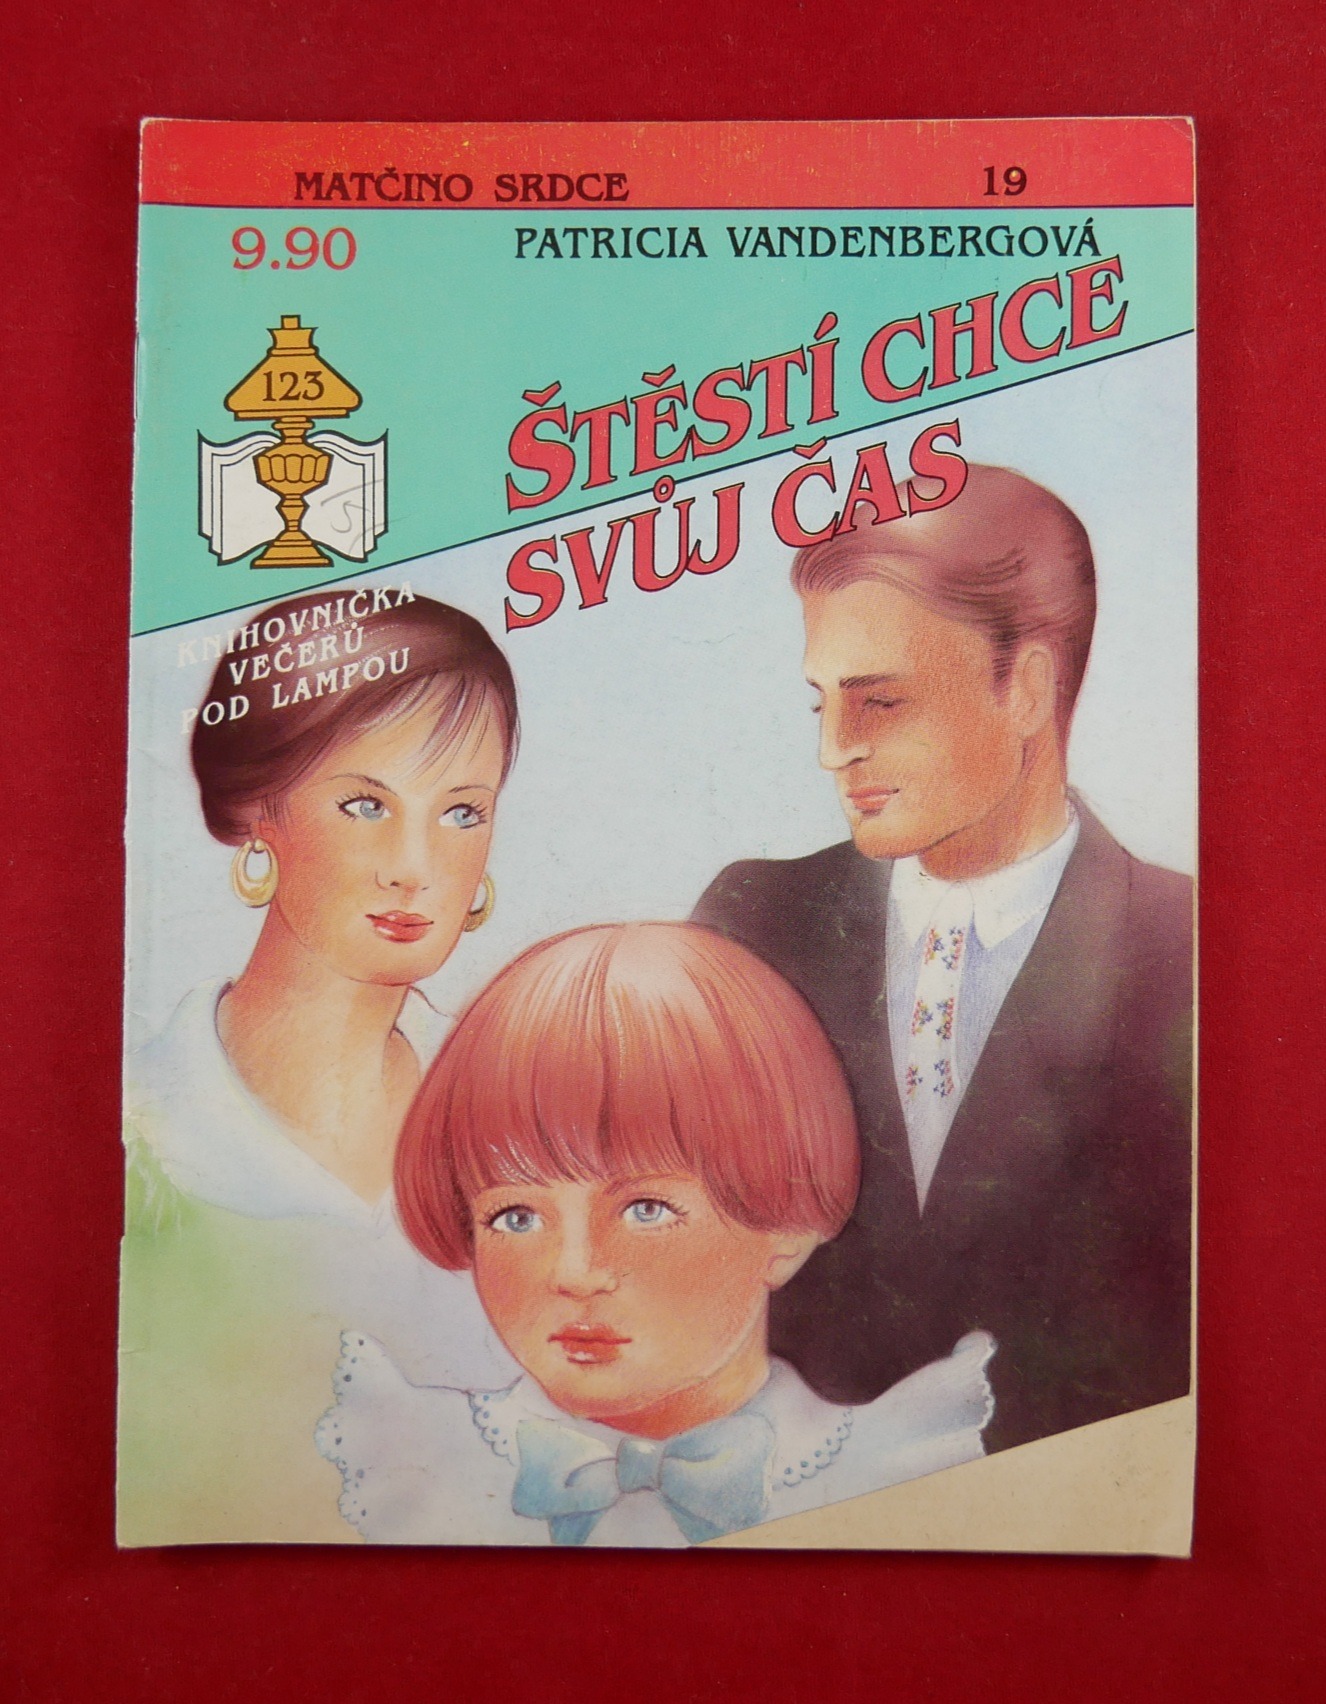 MATČINO SRDCE 19
9.90
PATRICIA VANDENBERGOVÁ
ŠTĚSTÍ CHCE
SVŮJ ČAS
123
KNIHOVNIČKA
VEČERŮ
POD LAMPOU